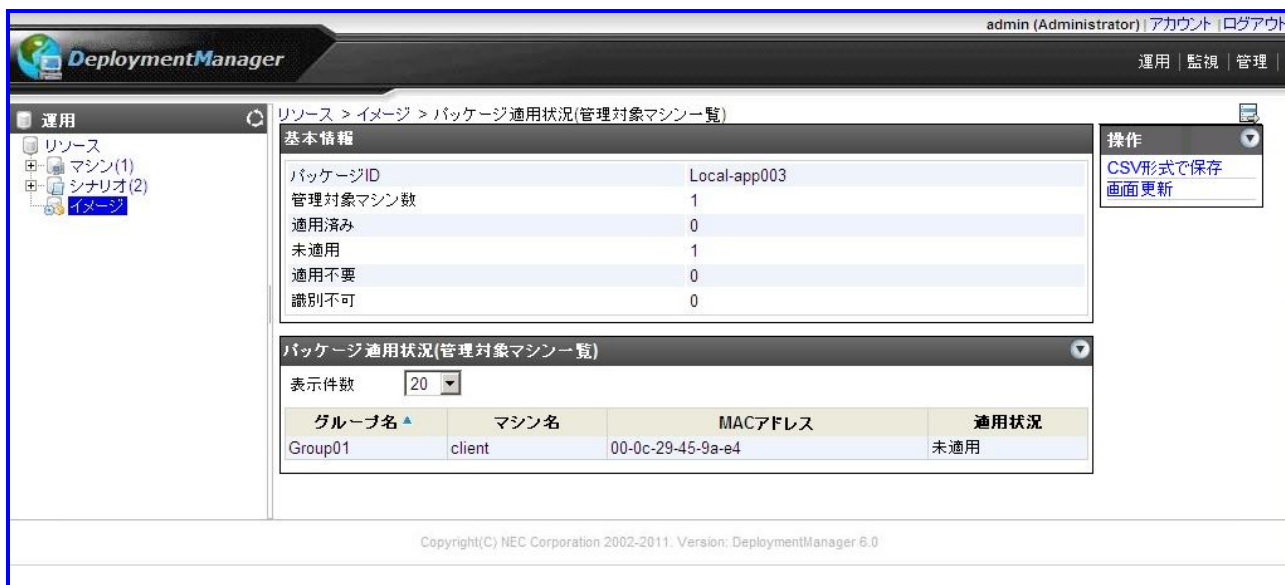 admin (Administrator) | アカウント | ログアウト
DeploymentManager
運用 | 監視 | 管理 |
運用
リソース
マシン(1)
シナリオ(2)
イメージ
リソース > イメージ > パッケージ適用状況(管理対象マシン一覧)
基本情報
パッケージID Local-app003
管理対象マシン数 1
適用済み 0
未適用 1
適用不要 0
識別不可 0
操作
CSV形式で保存
画面更新
パッケージ適用状況(管理対象マシン一覧)
表示件数 20
グループ名 マシン名 MACアドレス 適用状況
Group01 client 00-0c-29-45-9a-e4 未適用
Copyright(C) NEC Corporation 2002-2011. Version: DeploymentManager 6.0